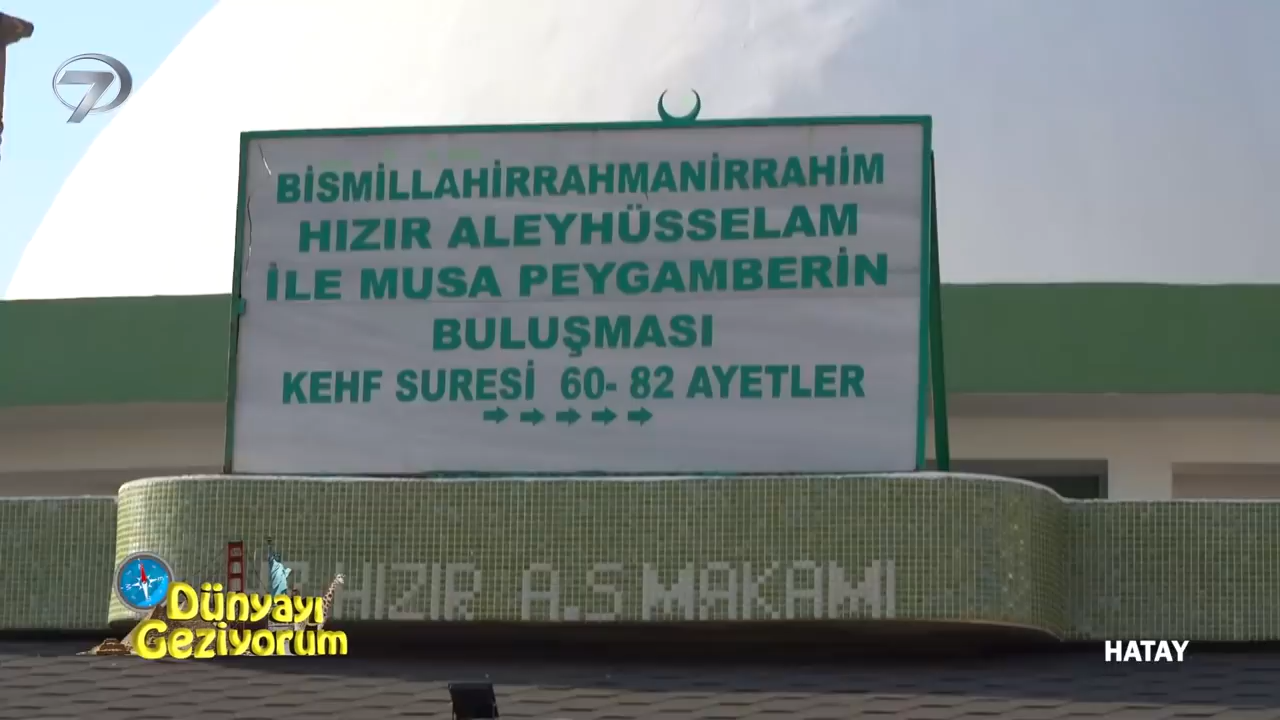 7
BİSMİLLAHİRRAHMANİRRAHİM
HIZIR ALEYHÜSSELAM
İLE MUSA PEYGAMBERİN
BULUŞMASI
KEHF SURESİ 60- 82 AYETLER
HIZIR A.S MAKAMI
Dünyayı
Geziyorum
HATAY